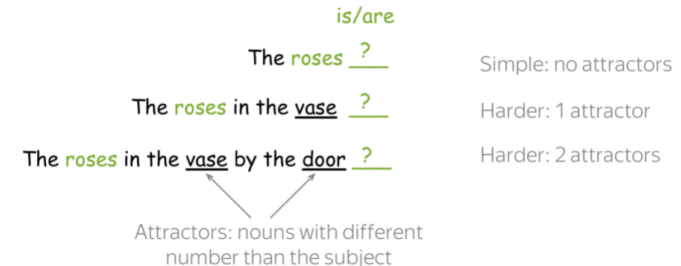 is/are
The roses ?
Simple: no attractors
The roses in the vase ?
Harder: 1 attractor
The roses in the vase by the door ?
Harder: 2 attractors
Attractors: nouns with different
number than the subject